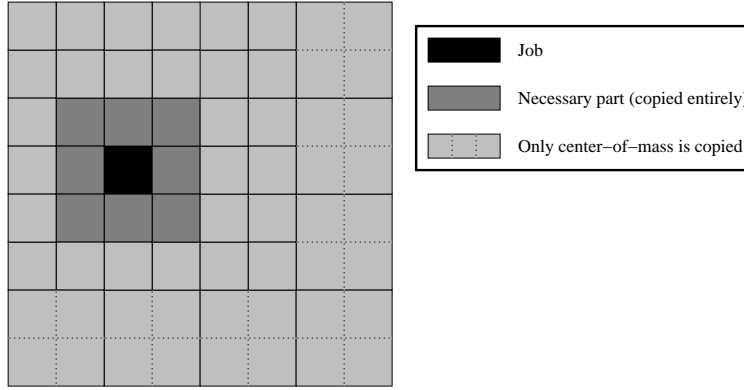 Job
Necessary part (copied entirely)
Only center−of−mass is copied